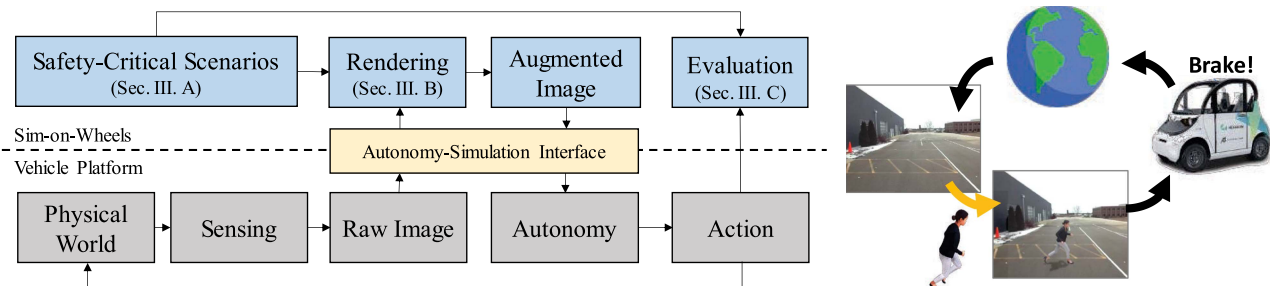 Safety-Critical Scenarios
(Sec. III. A)
Rendering
(Sec. III. B)
Augmented
Image
Evaluation
(Sec. III. C)
Sim-on-Wheels
Autonomy-Simulation Interface
Vehicle Platform
Physical
World
Sensing
Raw Image
Autonomy
Action
Brake!